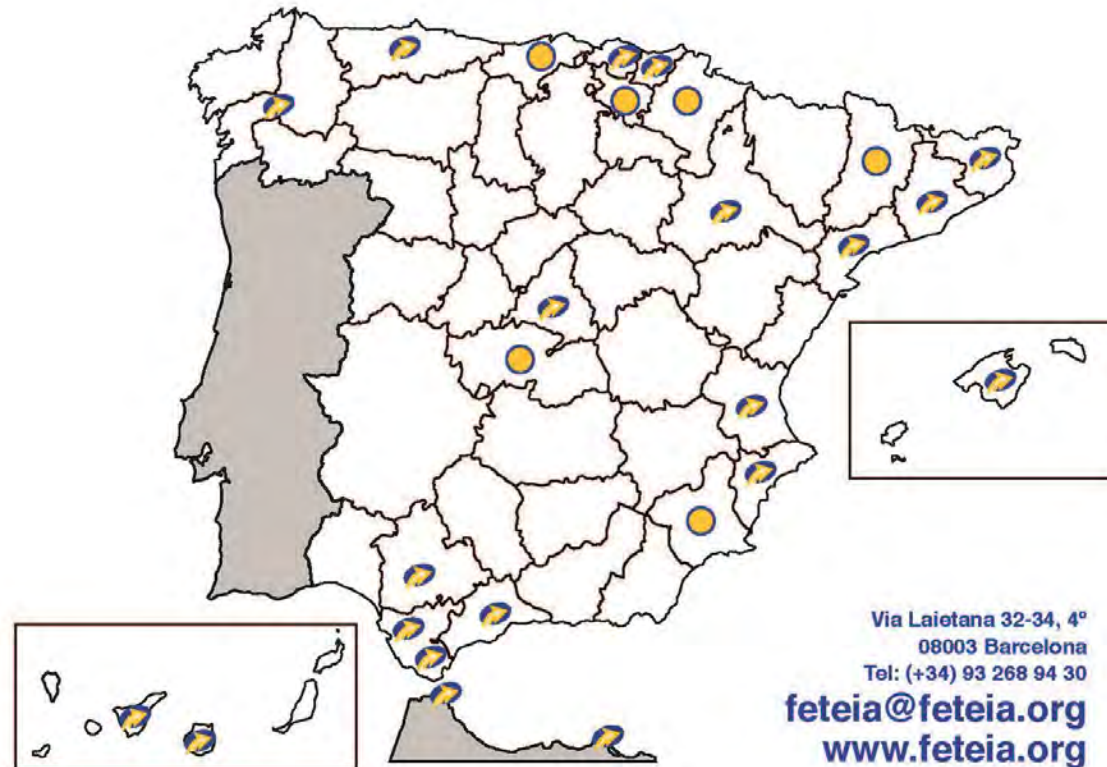 Via Laietana 32-34, 4º
08003 Barcelona
Tel: (+34) 93 268 94 30
feteia@feteia.org
www.feteia.org